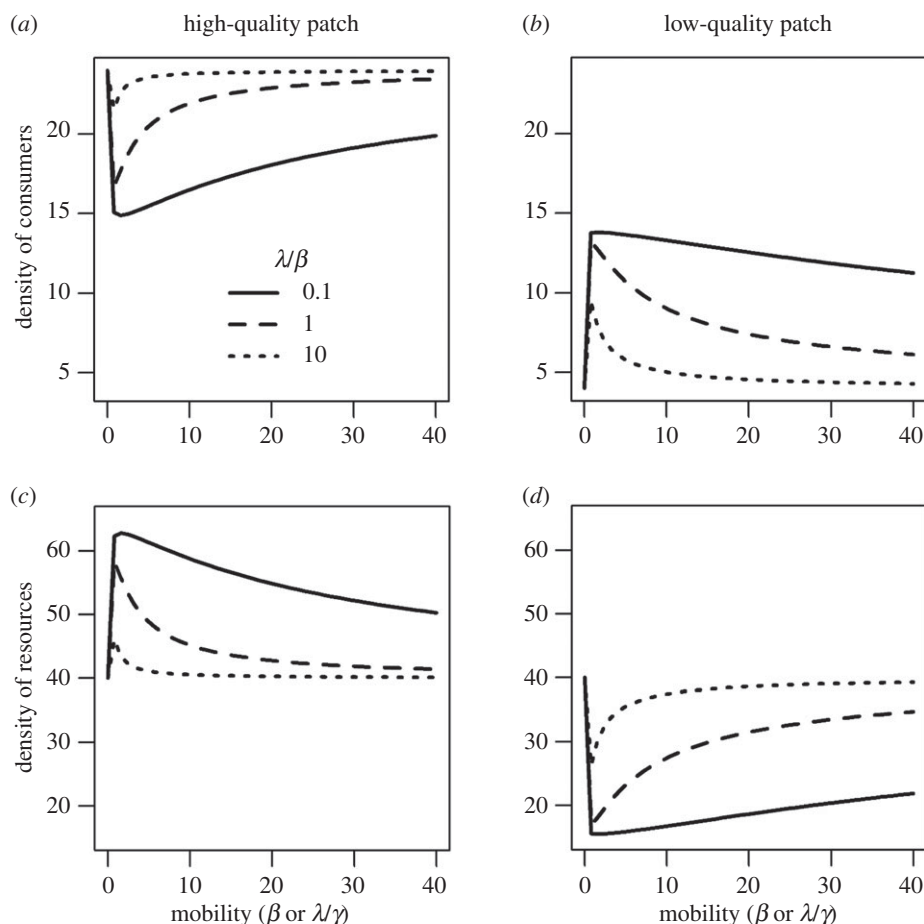 (a) high-quality patch
(b) low-quality patch
density of consumers
20
15
10
5
0 10 20 30 40
λ/β
0.1
1
10
20
15
10
5
0 10 20 30 40
(c)
(d)
density of resources
60
50
40
30
20
0 10 20 30 40
mobility (β or λ/γ)
60
50
40
30
20
0 10 20 30 40
mobility (β or λ/γ)